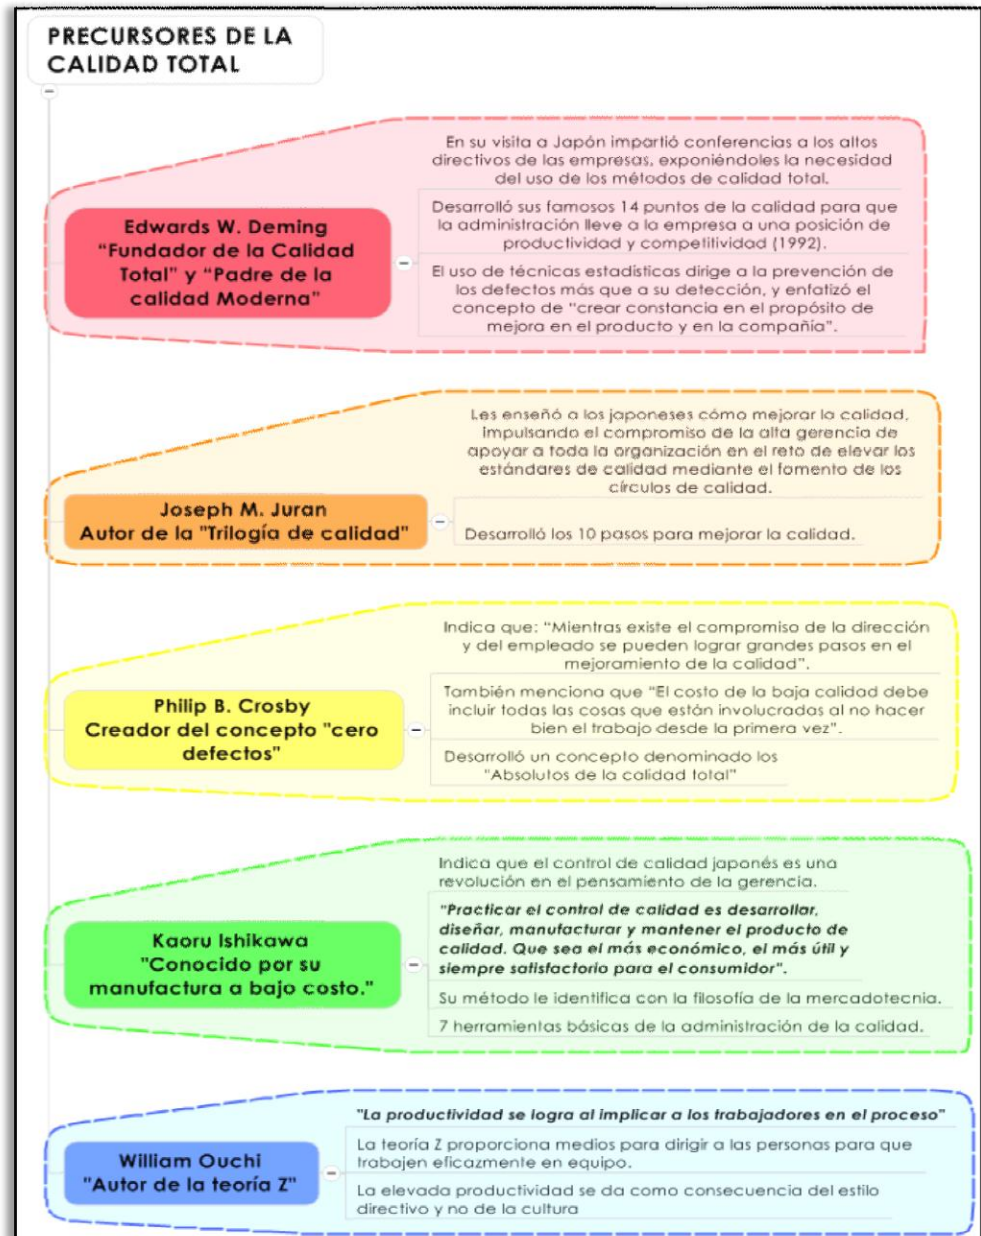 PRECURSORES DE LA
CALIDAD TOTAL
Edwards W. Deming
“Fundador de la Calidad
Total” y “Padre de la
calidad Moderna”
En su visita a Japón impartió conferencias a los altos
directivos de las empresas, exponiéndoles la necesidad
del uso de los métodos de calidad total.
Desarrolló sus famosos 14 puntos de la calidad para que
la administración lleve a la empresa a una posición de
productividad y competitividad (1992).
El uso de técnicas estadísticas dirige a la prevención de
los defectos más que a su detección, y enfatizó el
concepto de “crear constancia en el propósito de
mejora en el producto y en la compañía”.
Joseph M. Juran
Autor de la "Trilogía de calidad"
Les enseñó a los japoneses cómo mejorar la calidad,
impulsando el compromiso de la alta gerencia de
apoyar a toda la organización en el reto de elevar los
estándares de calidad mediante el fomento de los
círculos de calidad.
Desarrolló los 10 pasos para mejorar la calidad.
Philip B. Crosby
Creador del concepto "cero
defectos"
Indica que: “Mientras existe el compromiso de la dirección
y del empleado se pueden lograr grandes pasos en el
mejoramiento de la calidad”.
También menciona que “El costo de la baja calidad debe
incluir todas las cosas que están involucradas al no hacer
bien el trabajo desde la primera vez”.
Desarrolló un concepto denominado los
"Absolutos de la calidad total"
Kaoru Ishikawa
"Conocido por su
manufactura a bajo costo."
Indica que el control de calidad japonés es una
revolución en el pensamiento de la gerencia.
"Practicar el control de calidad es desarrollar,
diseñar, manufacturar y mantener el producto de
calidad. Que sea el más económico, el más útil y
siempre satisfactorio para el consumidor".
Su método le identifica con la filosofía de la mercadotecnia.
7 herramientas básicas de la administración de la calidad.
William Ouchi
"Autor de la teoría Z"
"La productividad se logra al implicar a los trabajadores en el proceso"
La teoría Z proporciona medios para dirigir a las personas para que
trabajen eficazmente en equipo.
La elevada productividad se da como consecuencia del estilo
directivo y no de la cultura